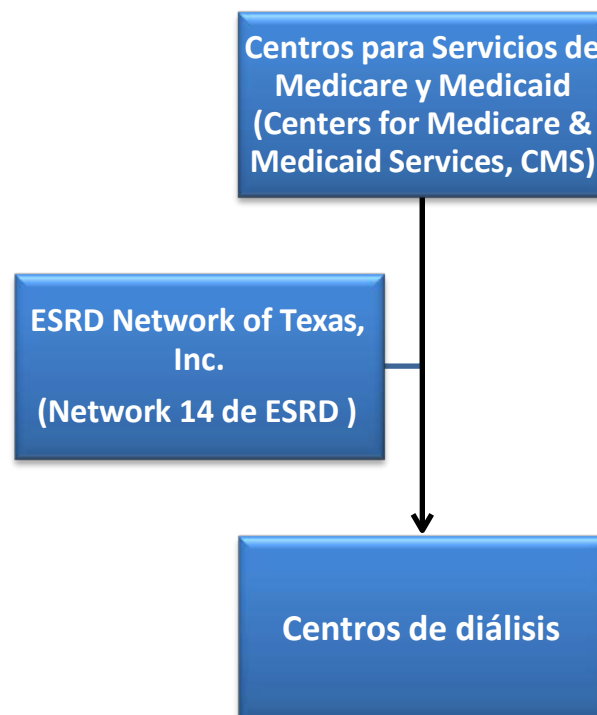 Centros para Servicios de
Medicare y Medicaid
(Centers for Medicare &
Medicaid Services, CMS)
ESRD Network of Texas,
Inc.
(Network 14 de ESRD )
Centros de diálisis